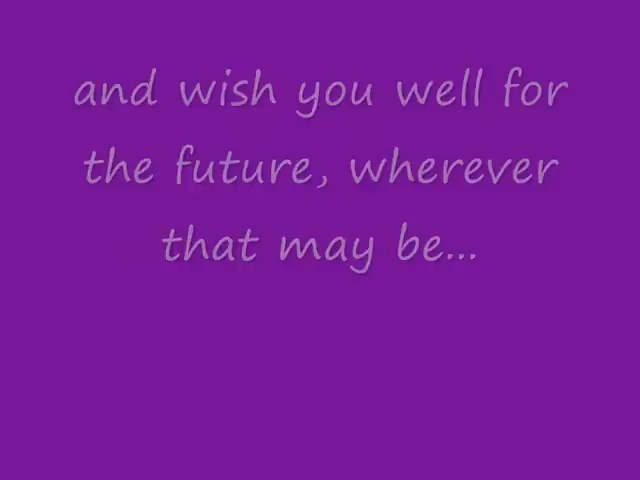 and wish you well for
the future, wherever
that may be...